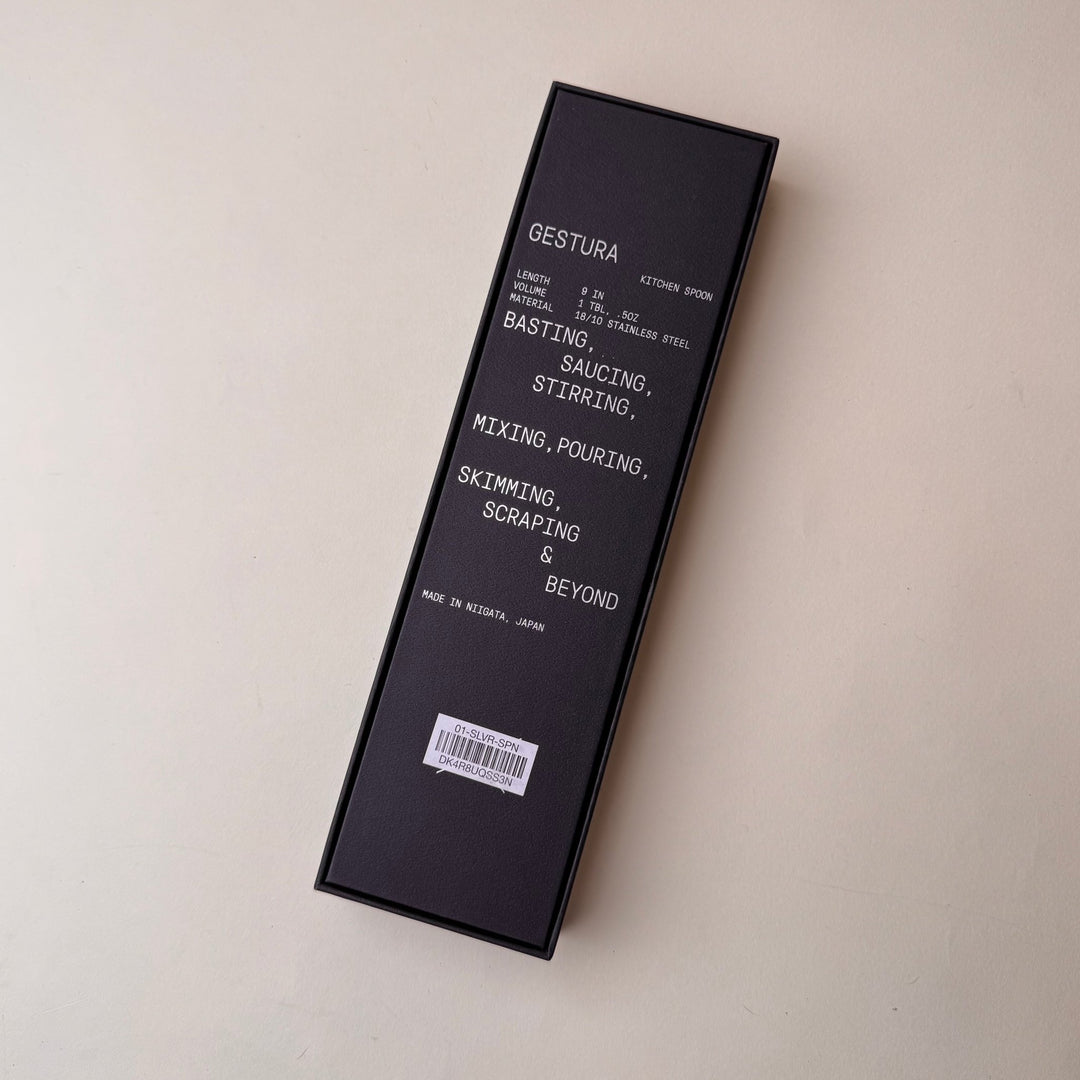 GESTURA
KITCHEN SPOON
LENGTH 9 IN
VOLUME 1 TBL, .5OZ
MATERIAL 18/10 STAINLESS STEEL
BASTING,
SAUCING,
STIRRING,
MIXING, POURING,
SKIMMING,
SCRAPING
&
BEYOND
MADE IN NIIGATA, JAPAN
01-SLVR-SPN
DK4R8UQSS3N